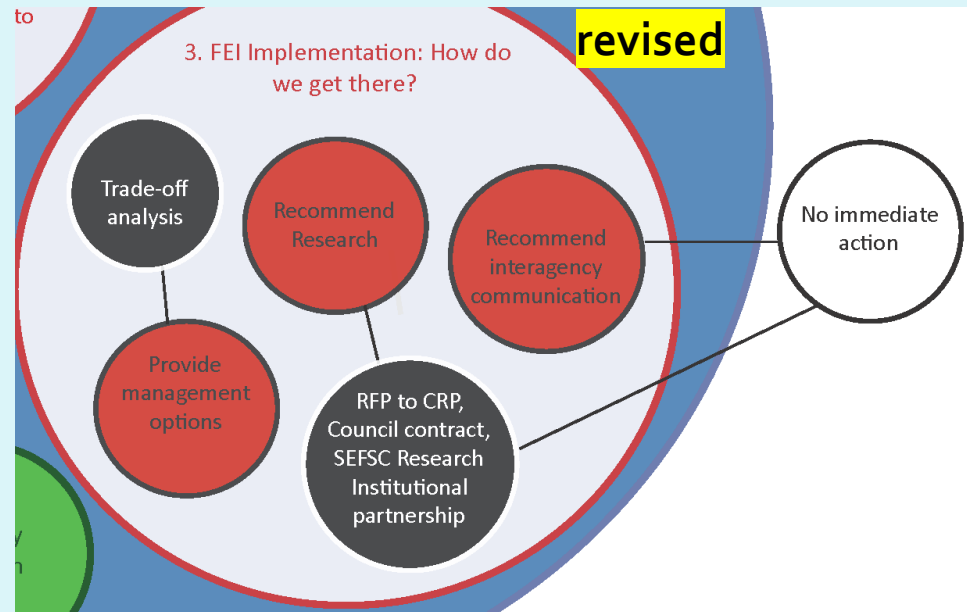 to
revised
3. FEI Implementation: How do
we get there?
Trade-off
analysis
Recommend
Research
Recommend
interagency
communication
No immediate
action
Provide
management
options
RFP to CRP,
Council contract,
SEFSC Research
Institutional
partnership
y
n